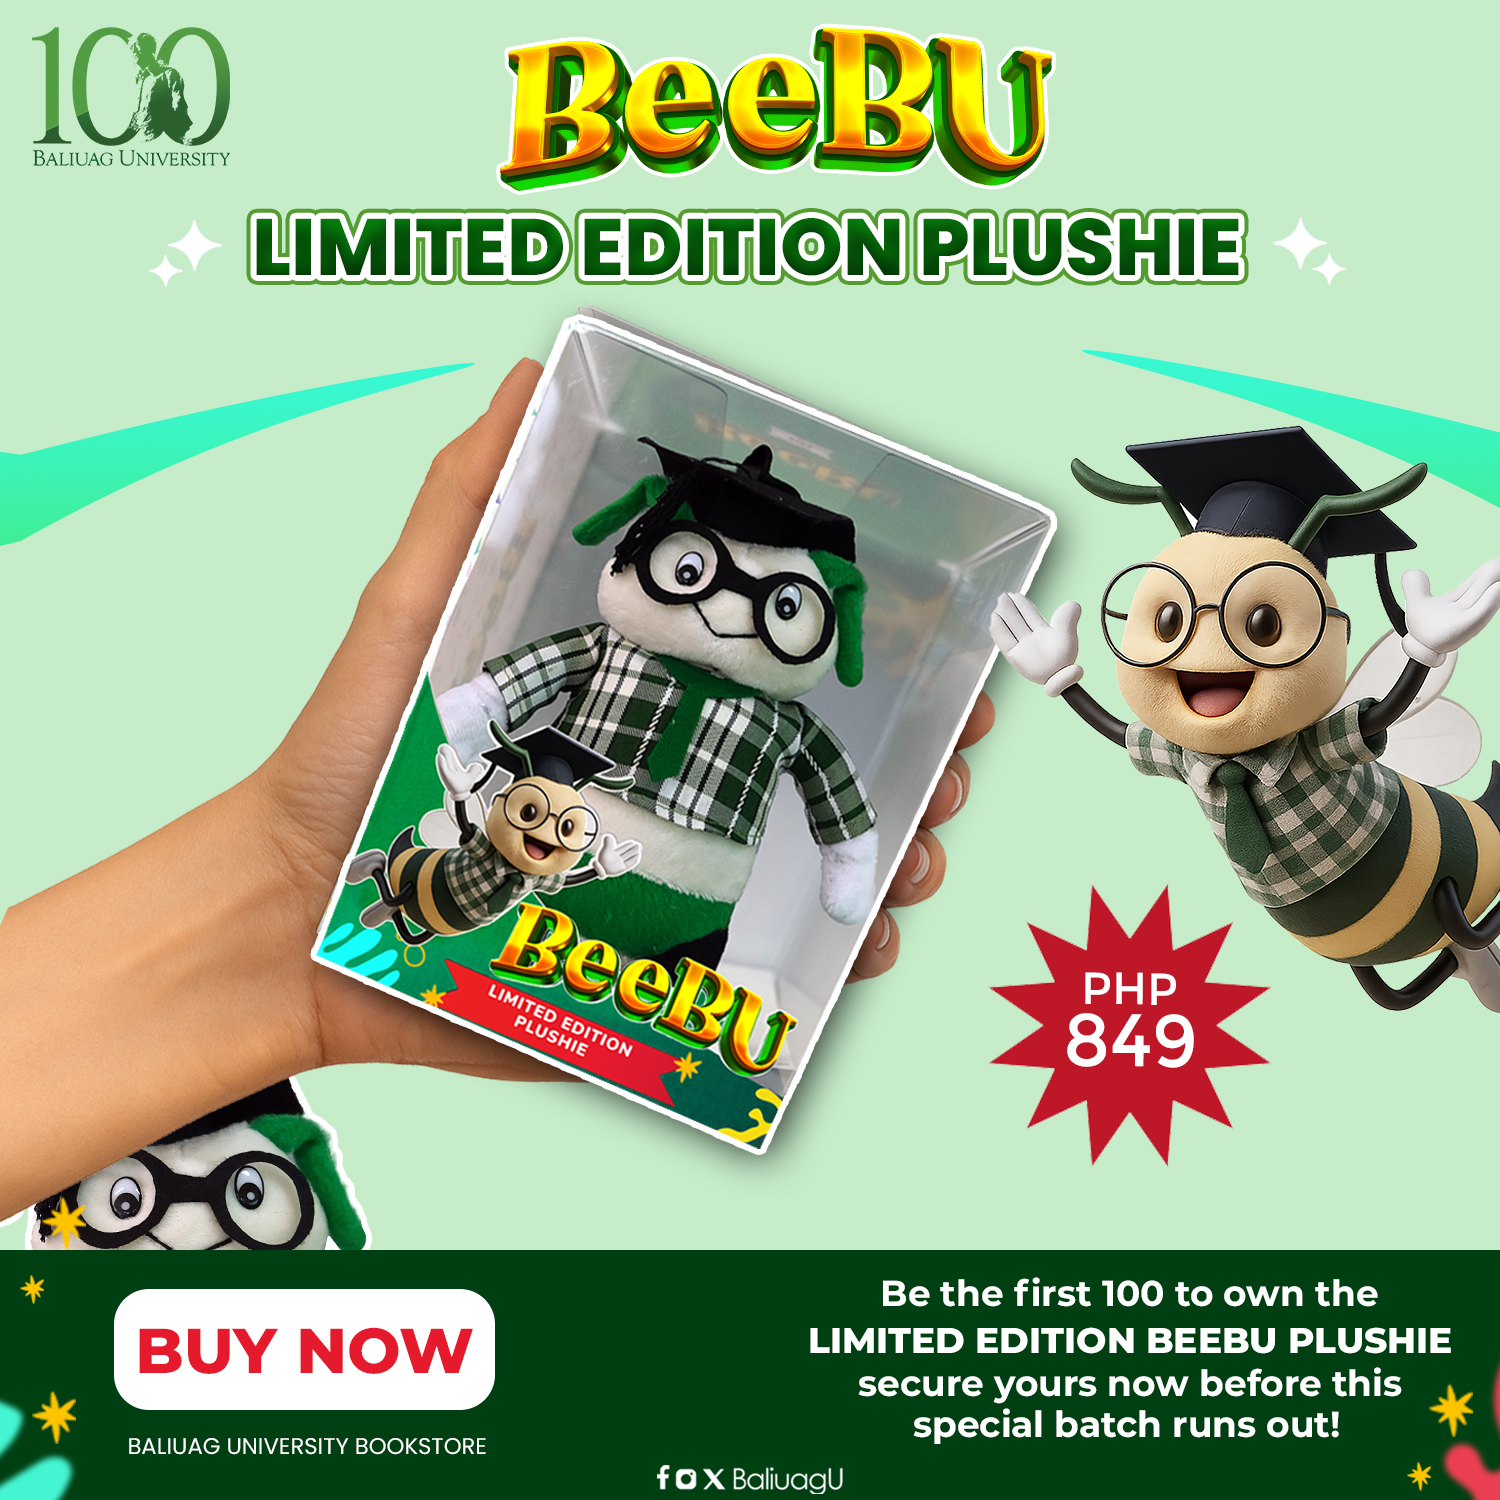 100
BALIUAG UNIVERSITY
BeeBU
LIMITED EDITION PLUSHIE
BeeBU
LIMITED EDITION
PLUSHIE
PHP
849
BUY NOW
BALIUAG UNIVERSITY BOOKSTORE
Be the first 100 to own the
LIMITED EDITION BEEBU PLUSHIE
secure yours now before this
special batch runs out!
BaliuagU